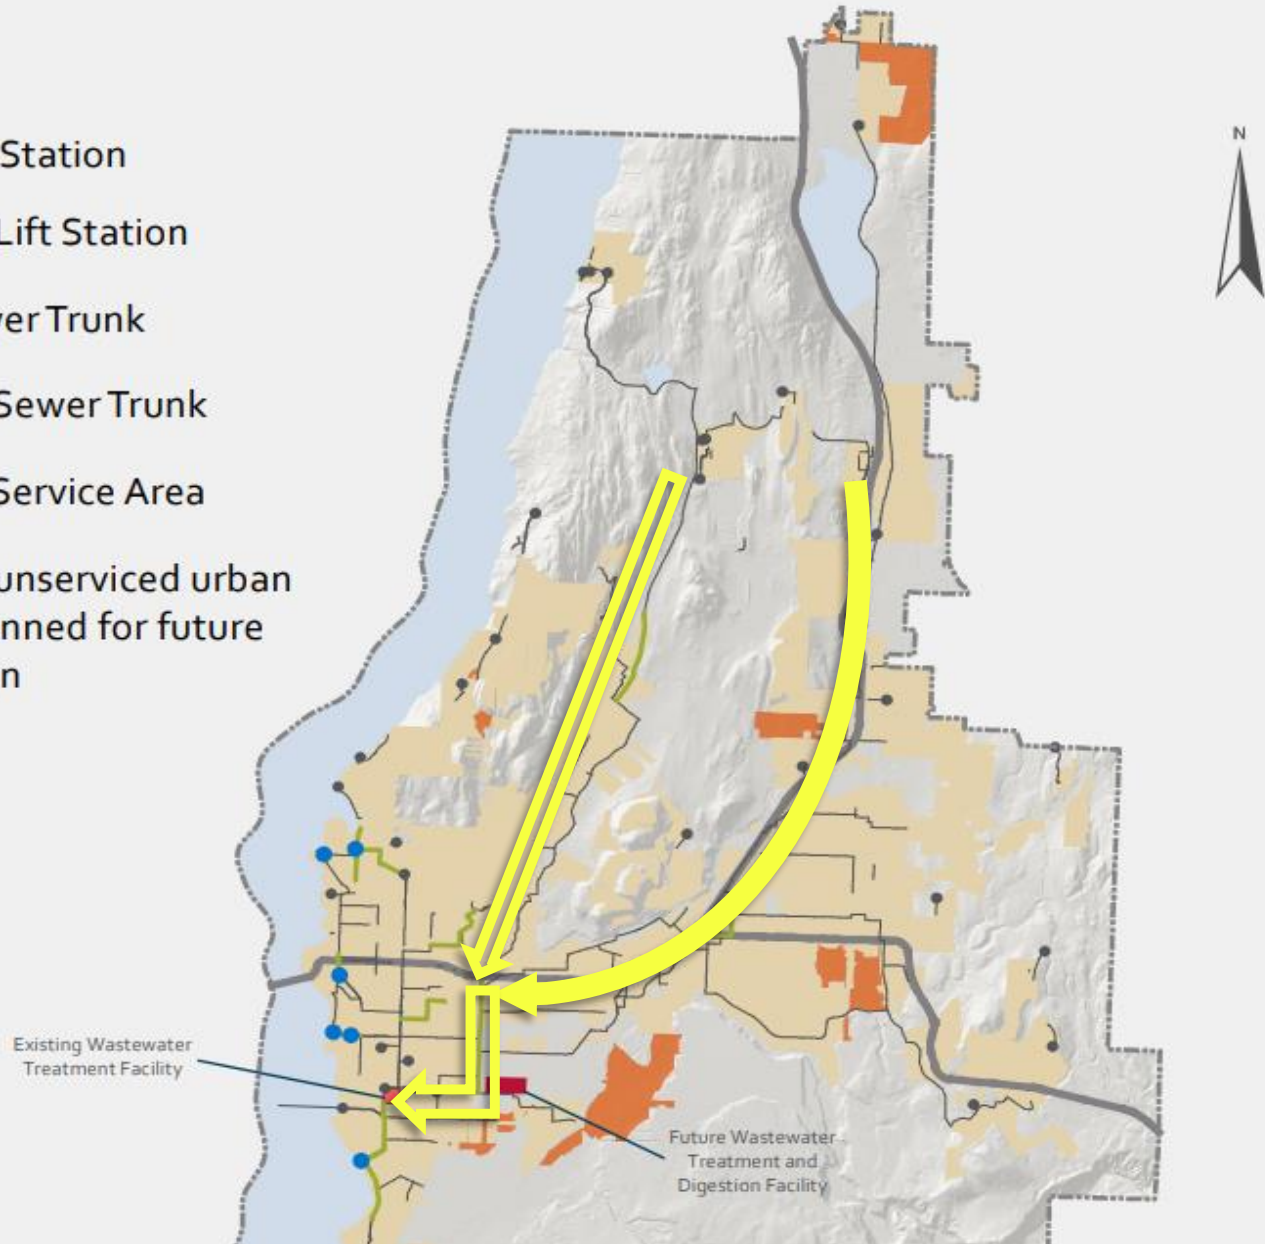 Station
Lift Station
er Trunk
Sewer Trunk
Service Area
unserviced urban
nned for future
n
N
Existing Wastewater
Treatment Facility
Future Wastewater
Treatment and
Digestion Facility